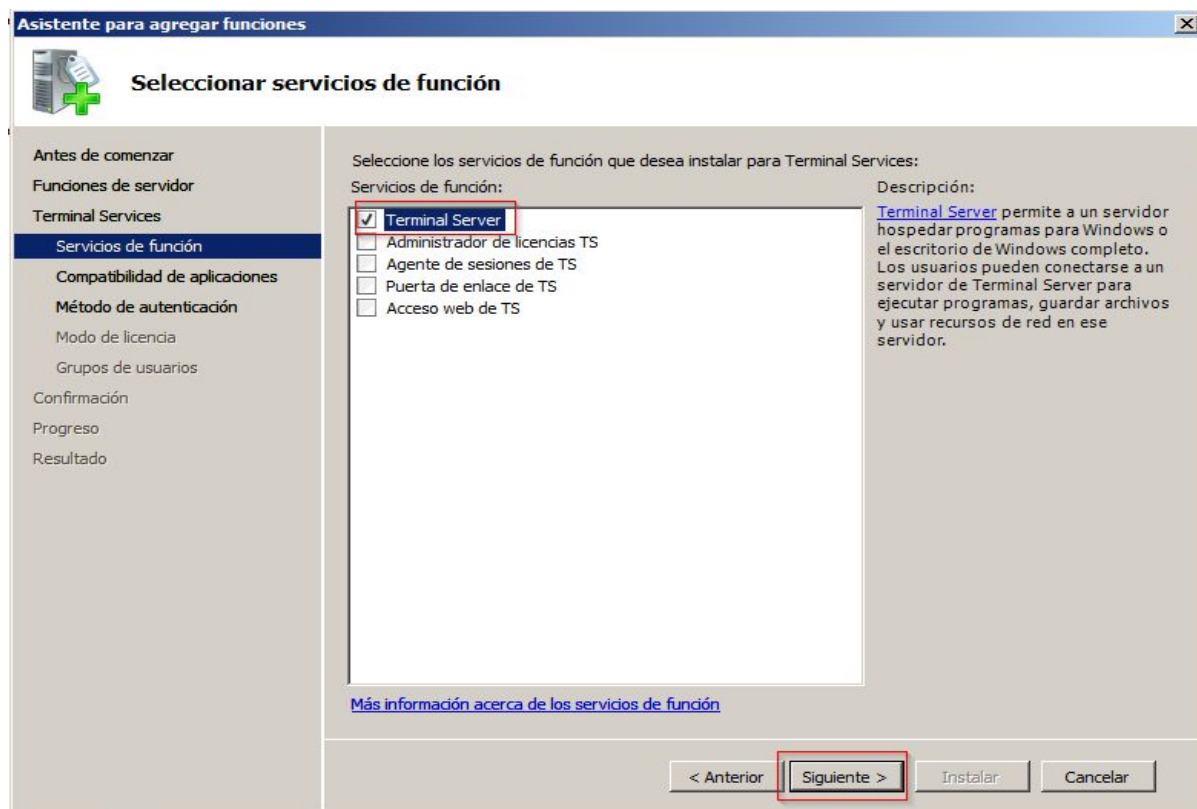 Asistente para agregar funciones
Seleccionar servicios de función
Antes de comenzar
Funciones de servidor
Terminal Services
Servicios de función
Compatibilidad de aplicaciones
Método de autenticación
Modo de licencia
Grupos de usuarios
Confirmación
Progreso
Resultado
Seleccione los servicios de función que desea instalar para Terminal Services:
Servicios de función:
Terminal Server
Administrador de licencias TS
Agente de sesiones de TS
Puerta de enlace de TS
Acceso web de TS
Más información acerca de los servicios de función
Descripción:
Terminal Server permite a un servidor
hospedar programas para Windows o
el escritorio de Windows completo.
Los usuarios pueden conectarse a un
servidor de Terminal Server para
ejecutar programas, guardar archivos
y usar recursos de red en ese
servidor.
< Anterior
Siguiente >
Instalar
Cancelar